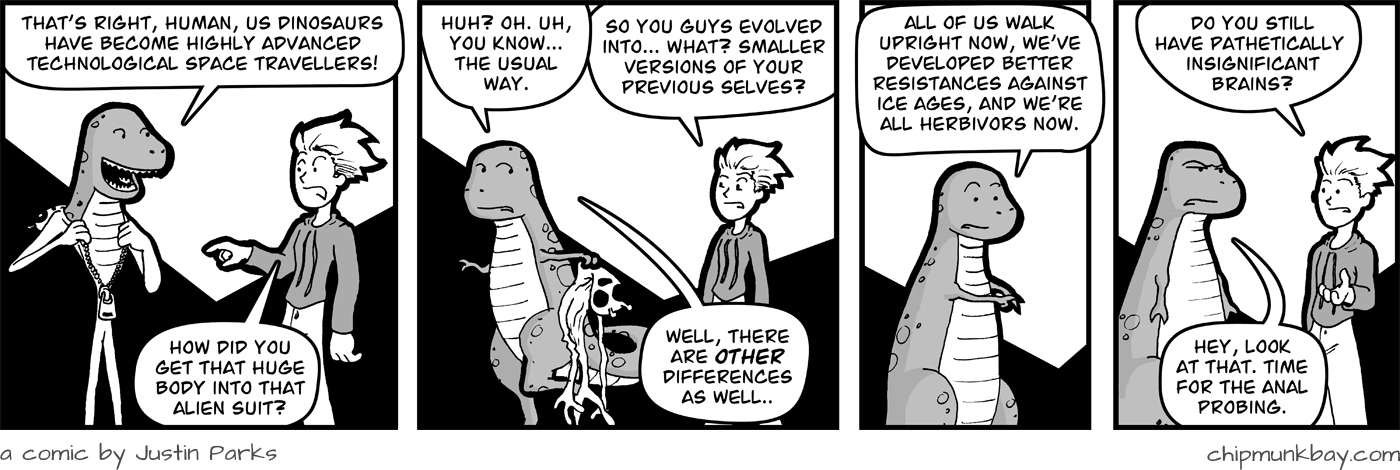 THAT'S RIGHT, HUMAN, US DINOSAURS
HAVE BECOME HIGHLY ADVANCED
TECHNOLOGICAL SPACE TRAVELLERS!
HOW DID YOU
GET THAT HUGE
BODY INTO THAT
ALIEN SUIT?
HUH? OH. UH,
YOU KNOW...
THE USUAL
WAY.
SO YOU GUYS EVOLVED
INTO... WHAT? SMALLER
VERSIONS OF YOUR
PREVIOUS SELVES?
WELL, THERE
ARE OTHER
DIFFERENCES
AS WELL..
ALL OF US WALK
UPRIGHT NOW, WE'VE
DEVELOPED BETTER
RESISTANCES AGAINST
ICE AGES, AND WE'RE
ALL HERBIVORS NOW.
DO YOU STILL
HAVE PATHETICALLY
INSIGNIFICANT
BRAINS?
HEY, LOOK
AT THAT. TIME
FOR THE ANAL
PROBING.
a comic by Justin Parks
chipmunkbay.com